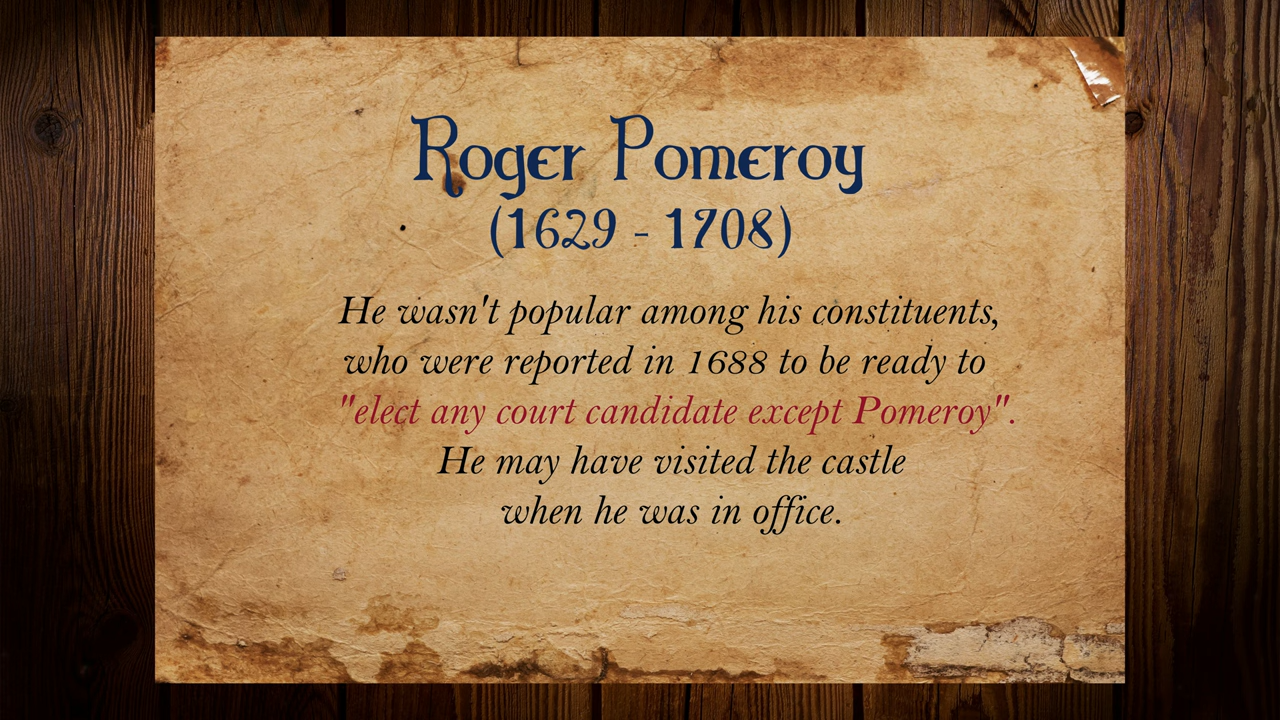 Roger Pomeroy
(1629 - 1708)
He wasn't popular among his constituents,
who were reported in 1688 to be ready to
"elect any court candidate except Pomeroy".
He may have visited the castle
when he was in office.